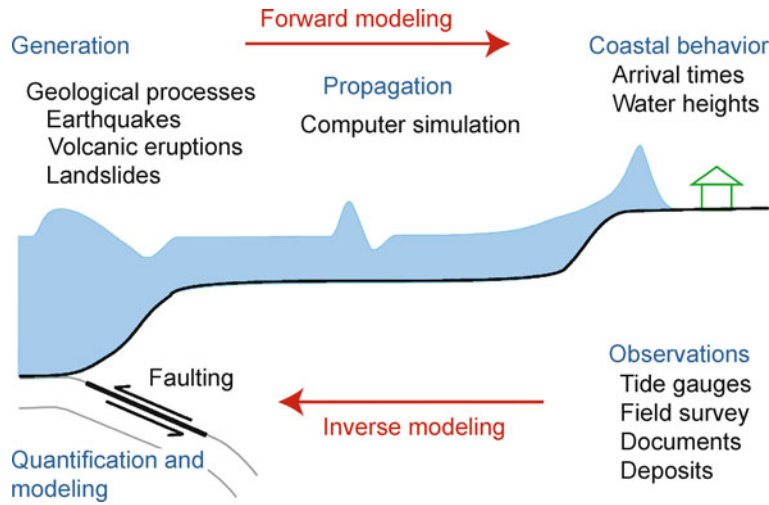 Forward modeling
Generation
Coastal behavior
Geological processes
Earthquakes
Volcanic eruptions
Landslides
Propagation
Computer simulation
Arrival times
Water heights
Faulting
Inverse modeling
Observations
Tide gauges
Field survey
Documents
Deposits
Quantification and
modeling